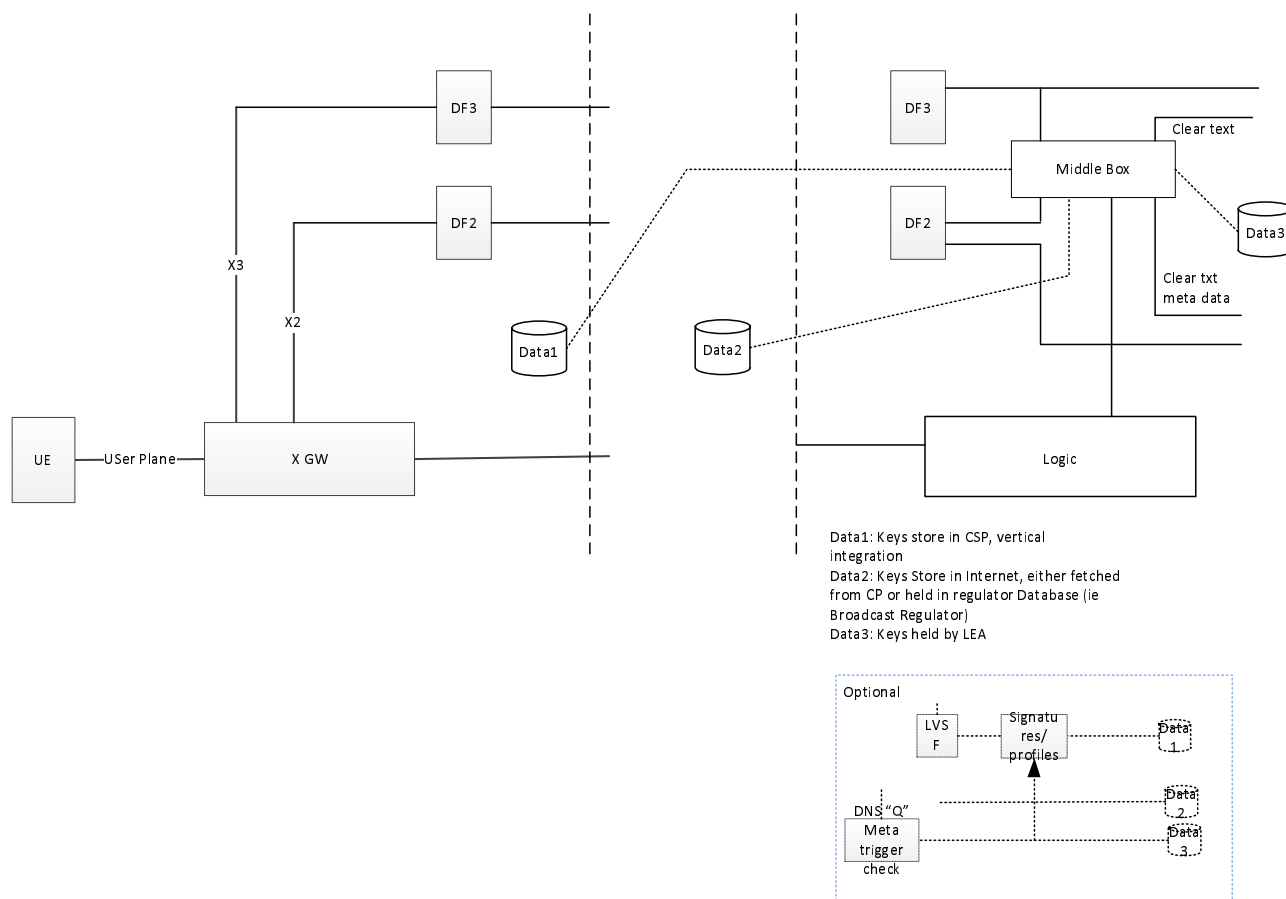 DF3
DF3
Clear text
Middle Box
DF2
DF2
Data3
X3
Clear txt
meta data
X2
Data1
Data2
UE
USer Plane
X GW
Logic
Data1: Keys store in CSP, vertical
integration
Data2: Keys Store in Internet, either fetched
from CP or held in regulator Database (ie
Broadcast Regulator)
Data3: Keys held by LEA
Optional
LVS
F
Signatu
res/
profiles
Data
1
DNS “Q”
Meta
trigger
check
Data
2
Data
3